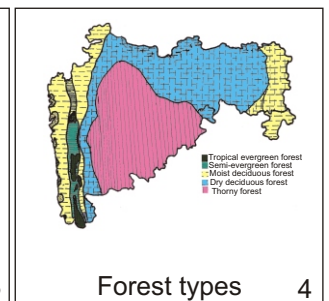 Tropical evergreen forest
Semi-evergreen forest
Moist deciduous forest
Dry deciduous forest
Thorny forest
Forest types 4